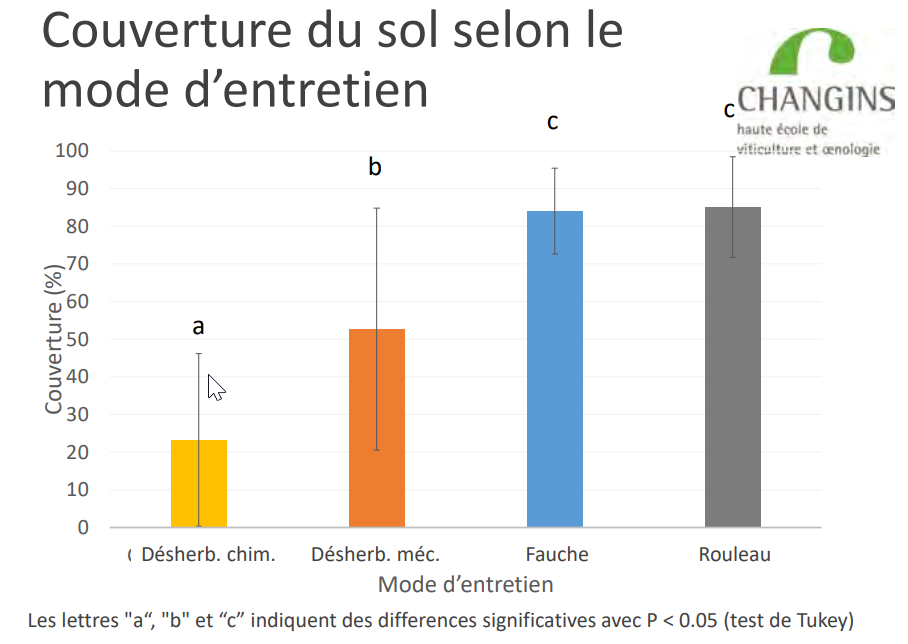 Couverture du sol selon le
mode d’entretien
CHANGINS
haute école de
viticulture et œnologie
Couverture (%)
100
90
80
70
60
50
40
30
20
10
0
a
b
c
c
Désherb. chim.
Désherb. méc.
Fauche
Rouleau
Mode d’entretien
Les lettres "a“, "b" et “c” indiquent des differences significatives avec P < 0.05 (test de Tukey)